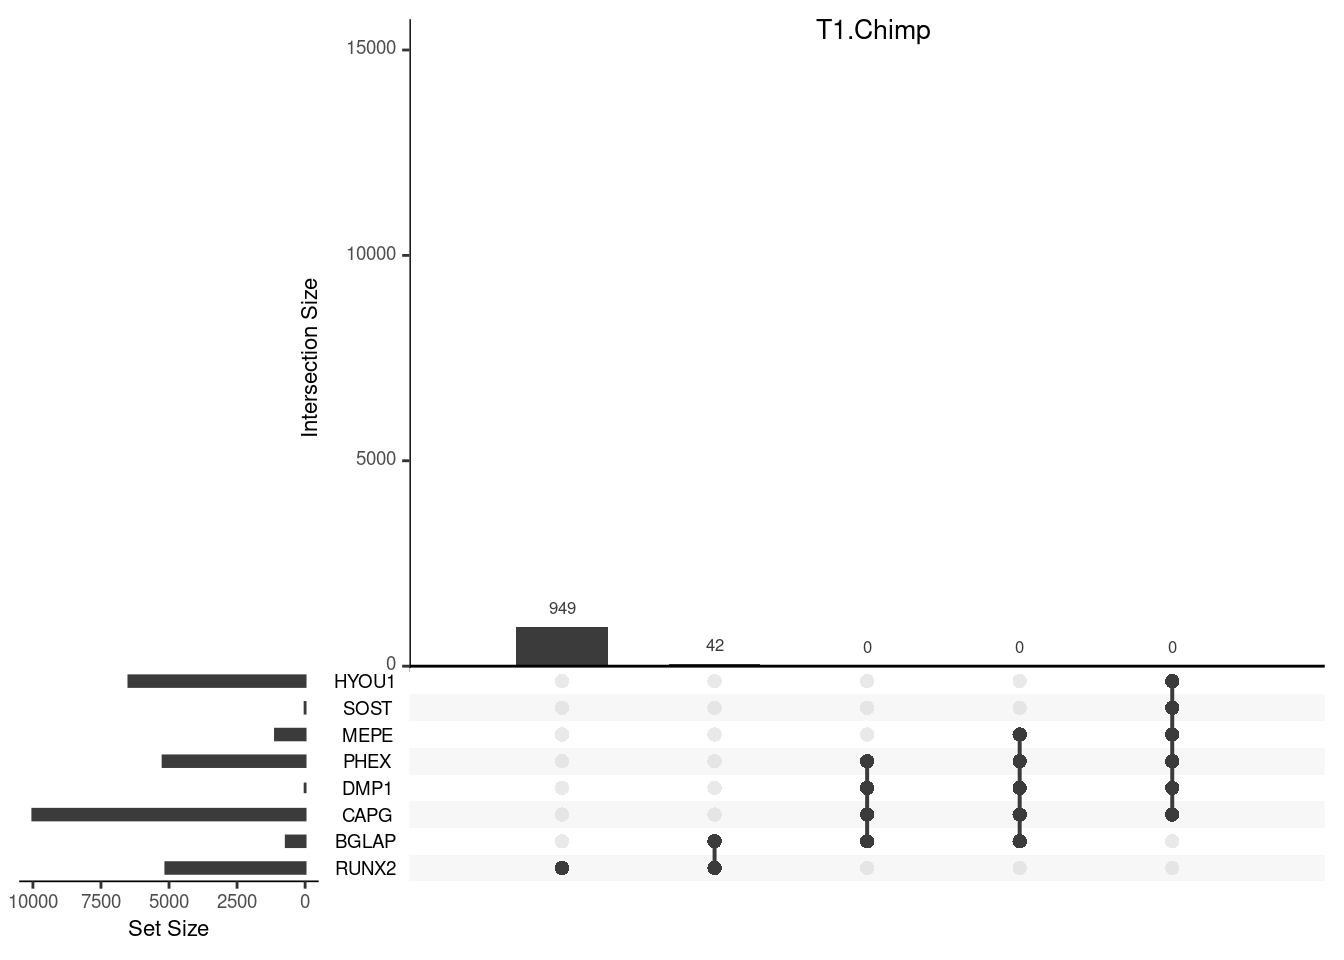 T1.Chimp
15000
10000
5000
0
Intersection Size
949
42
0
0
0
HYOU1
SOST
MEPE
PHEX
DMP1
CAPG
BGLAP
RUNX2
10000 7500 5000 2500 0
Set Size